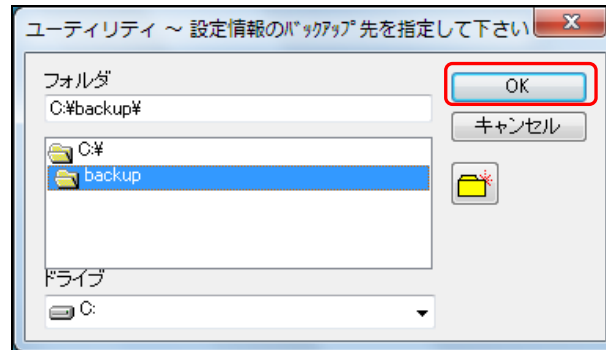 ユーティリティ ～ 設定情報のﾊﾞｯｸｱｯﾌﾟ先を指定して下さい
フォルダ
C:¥backup¥
OK
キャンセル
C:¥
backup
ドライブ
C: